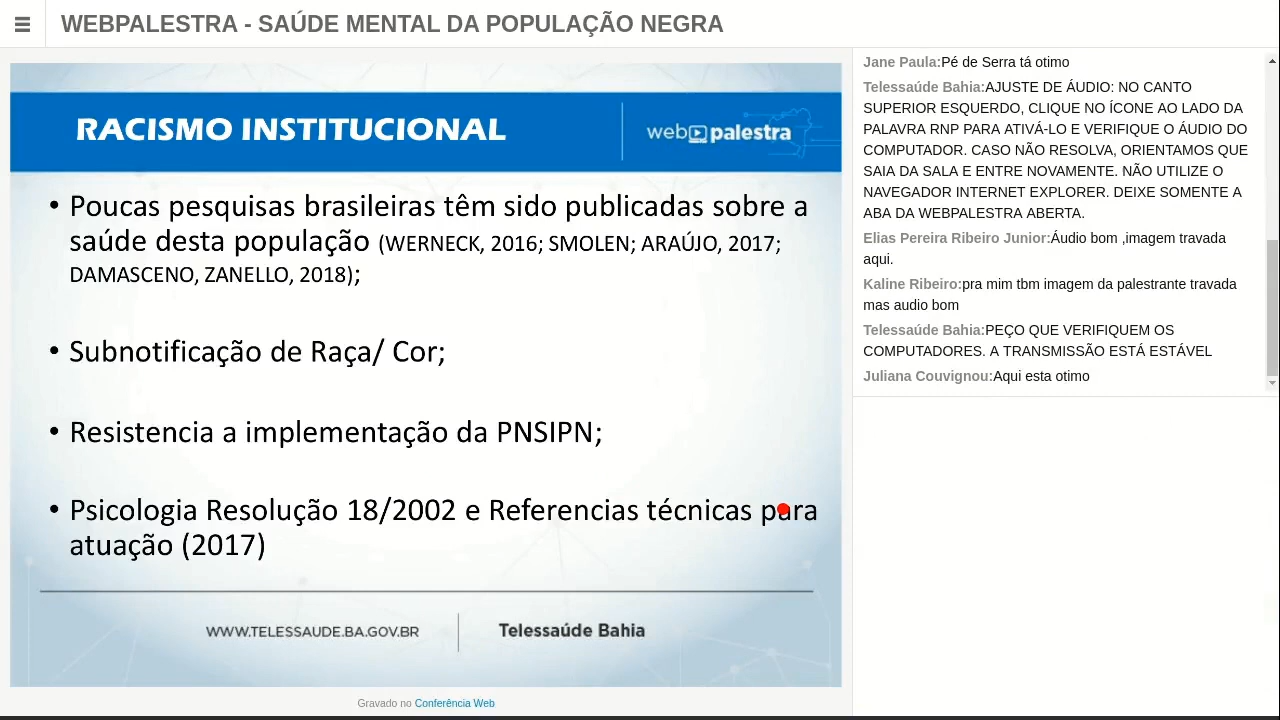 WEBPALESTRA - SAÚDE MENTAL DA POPULAÇÃO NEGRA
RACISMO INSTITUCIONAL
web palestra
• Poucas pesquisas brasileiras têm sido publicadas sobre a
saúde desta população (WERNECK, 2016; SMOLEN; ARAÚJO, 2017;
DAMASCENO, ZANELLO, 2018);
• Subnotificação de Raça/ Cor;
• Resistencia a implementação da PNSIPN;
• Psicologia Resolução 18/2002 e Referencias técnicas para
atuação (2017)
WWW.TELESSAUDE.BA.GOV.BR
Telessaúde Bahia
Gravado no Conferência Web
Jane Paula:Pé de Serra tá otimo
Telessaúde Bahia:AJUSTE DE ÁUDIO: NO CANTO
SUPERIOR ESQUERDO, CLIQUE NO ÍCONE AO LADO DA
PALAVRA RNP PARA ATIVÁ-LO E VERIFIQUE O ÁUDIO DO
COMPUTADOR. CASO NÃO RESOLVA, ORIENTAMOS QUE
SAIA DA SALA E ENTRE NOVAMENTE. NÃO UTILIZE O
NAVEGADOR INTERNET EXPLORER. DEIXE SOMENTE A
ABA DA WEBPALESTRA ABERTA.
Elias Pereira Ribeiro Junior:Áudio bom ,imagem travada
aqui.
Kaline Ribeiro:pra mim tbm imagem da palestrante travada
mas audio bom
Telessaúde Bahia:PEÇO QUE VERIFIQUEM OS
COMPUTADORES. A TRANSMISSÃO ESTÁ ESTÁVEL
Juliana Couvignou:Aqui esta otimo